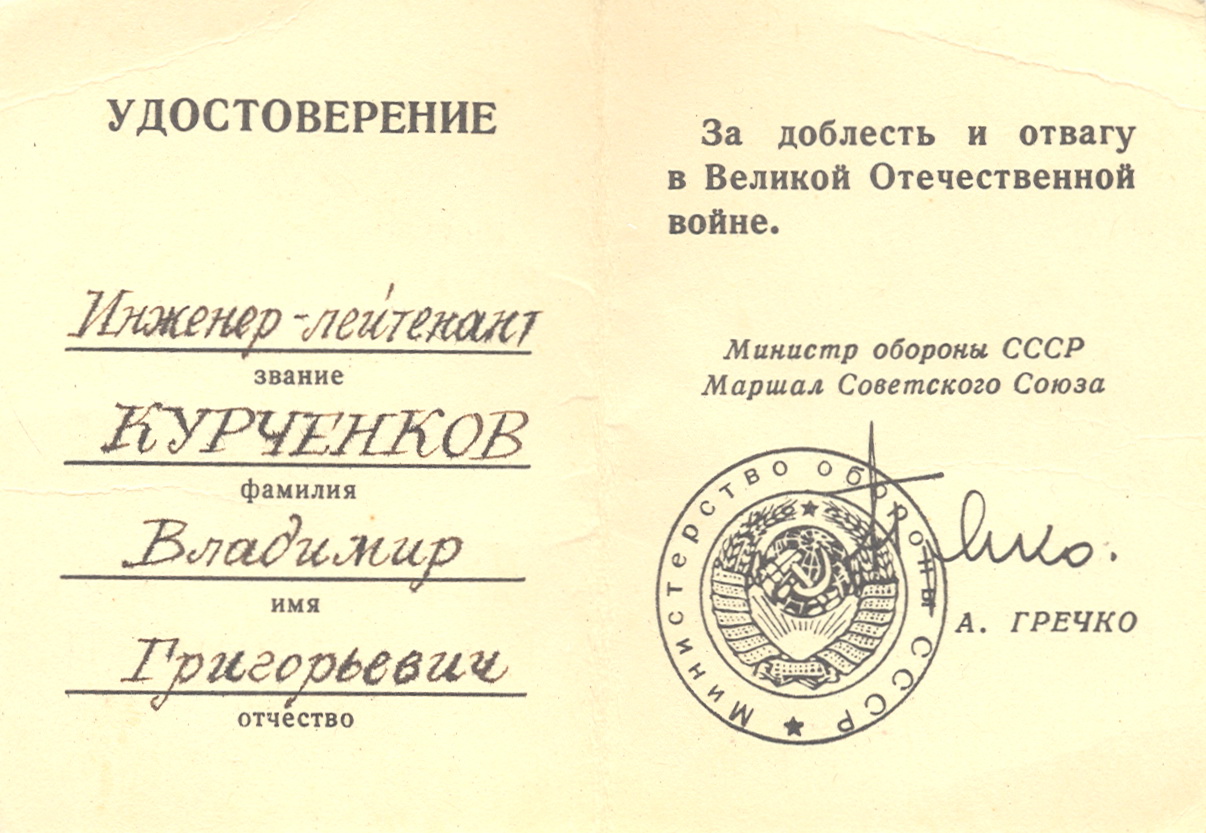 УДОСТОВЕРЕНИЕ
Инженер-лейтенант
звание
КУРЧЕНКОВ
фамилия
Владимир
имя
Григорьевич
отчество
За доблесть и отвагу
в Великой Отечественной
войне.
Министр обороны СССР
Маршал Советского Союза
Министерство обороны СССР
А. ГРЕЧКО